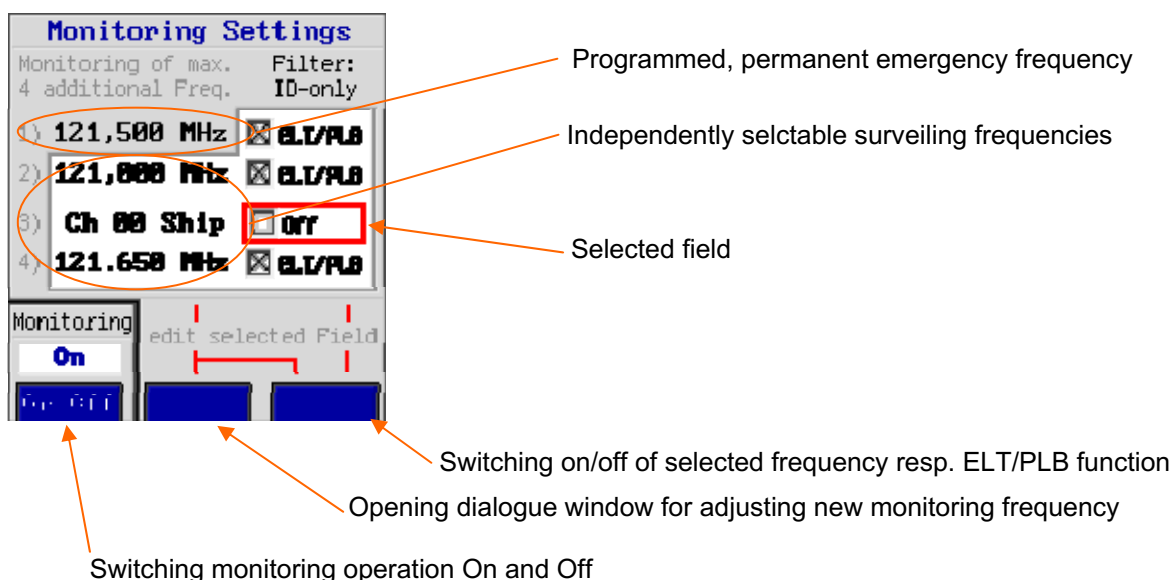 Monitoring Settings
Monitoring of max.
4 additional Freq.
Filter:
ID-only
1) 121,500 MHz ELT/PLB
2) 121,000 MHz ELT/PLB
3) Ch 00 Ship Off
4) 121.650 MHz ELT/PLB
Monitoring
On
edit selected Field
On Off
Programmed, permanent emergency frequency
Independently selctable surveiling frequencies
Selected field
Switching on/off of selected frequency resp. ELT/PLB function
Opening dialogue window for adjusting new monitoring frequency
Switching monitoring operation On and Off